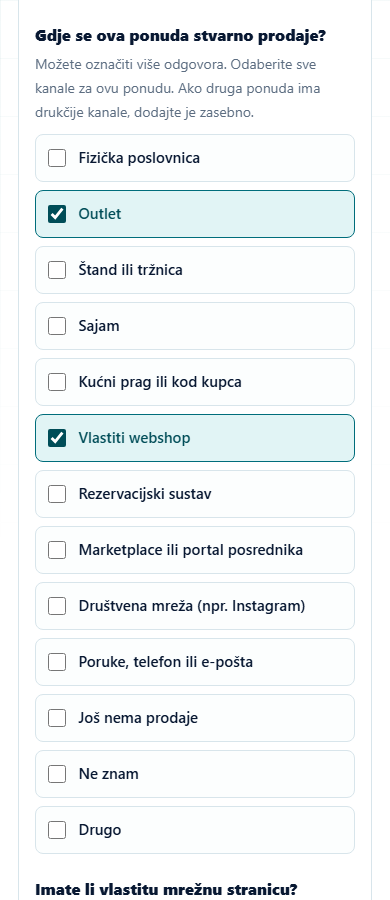 Gdje se ova ponuda stvarno prodaje?
Možete označiti više odgovora. Odaberite sve
kanale za ovu ponudu. Ako druga ponuda ima
drukčije kanale, dodajte je zasebno.
Fizička poslovnica
Outlet
Štand ili tržnica
Sajam
Kućni prag ili kod kupca
Vlastiti webshop
Rezervacijski sustav
Marketplace ili portal posrednika
Društvena mreža (npr. Instagram)
Poruke, telefon ili e-pošta
Još nema prodaje
Ne znam
Drugo
Imate li vlastitu mrežnu stranicu?